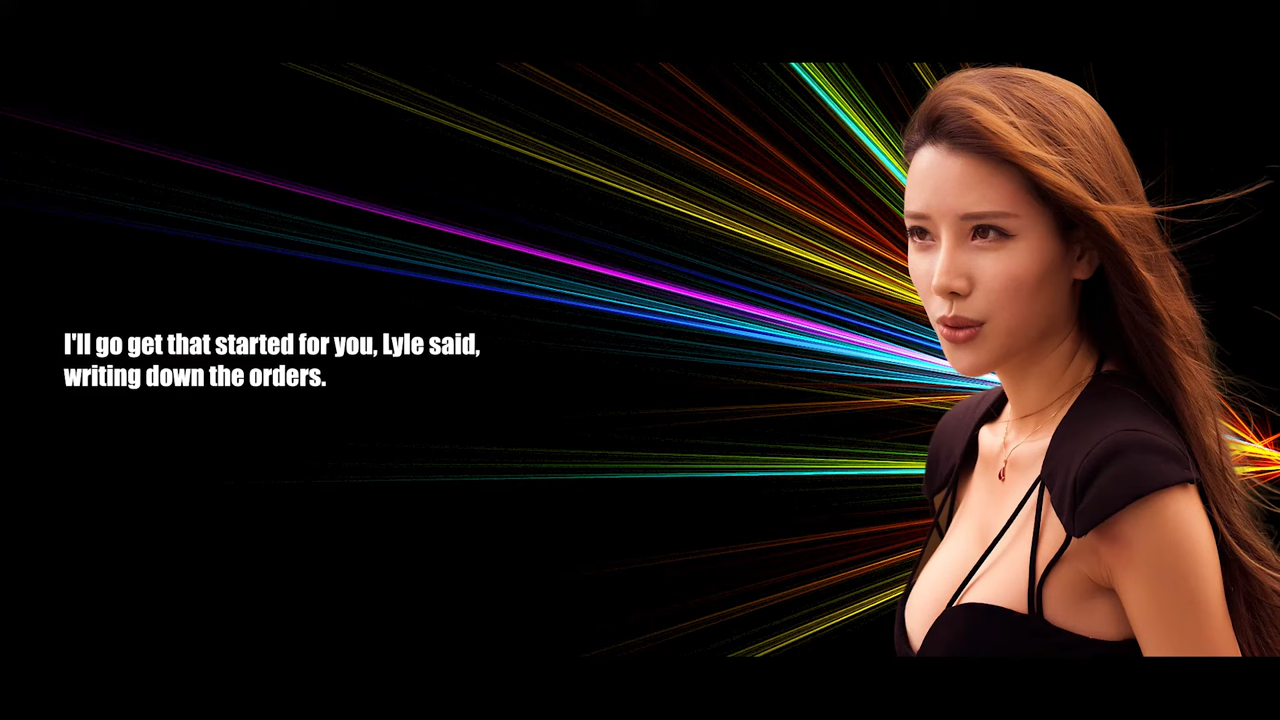 I'll go get that started for you, Lyle said,
writing down the orders.